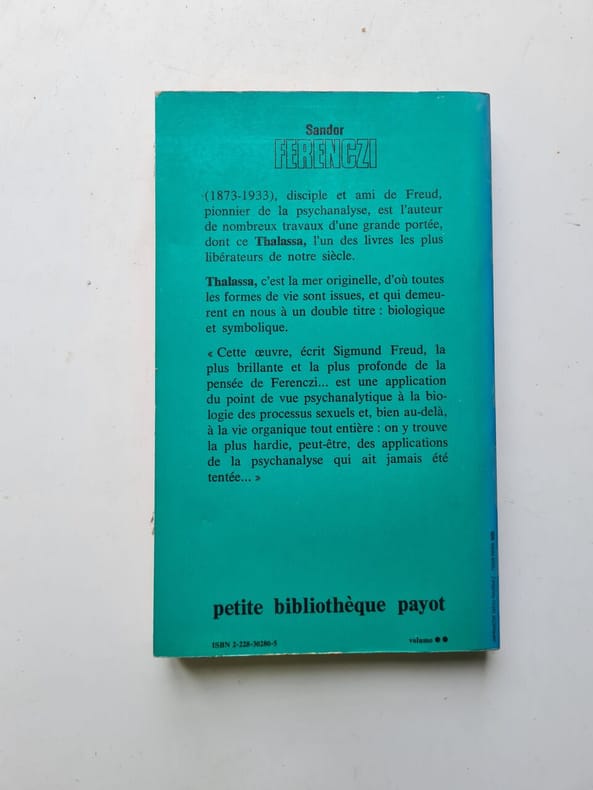 Sandor
FERENCZI
(1873-1933), disciple et ami de Freud,
pionnier de la psychanalyse, est l'auteur
de nombreux travaux d'une grande portée,
dont ce Thalassa, l'un des livres les plus
libérateurs de notre siècle.
Thalassa, c'est la mer originelle, d'où toutes
les formes de vie sont issues, et qui demeu-
rent en nous à un double titre : biologique
et symbolique.
« Cette œuvre, écrit Sigmund Freud, la
plus brillante et la plus profonde de la
pensée de Ferenczi... est une application
du point de vue psychanalytique à la bio-
logie des processus sexuels et, bien au-delà,
à la vie organique tout entière : on y trouve
la plus hardie, peut-être, des applications
de la psychanalyse qui ait jamais été
tentée... »
petite bibliothèque payot
ISBN 2-228-30280-5
volume ●●